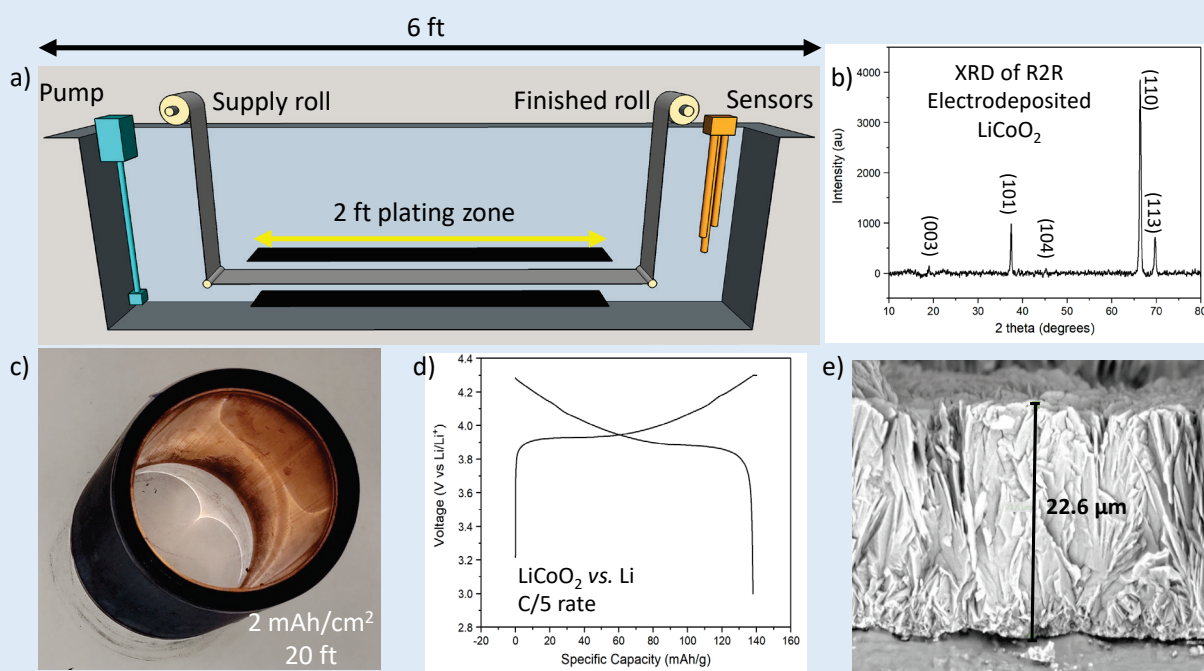 6 ft
a)
Pump
Supply roll
Finished roll
Sensors
2 ft plating zone
b)
XRD of R2R
Electrodeposited
LiCoO₂
(003)
(101)
(104)
(110)
(113)
Intensity (au)
4000
3000
2000
1000
0
10 20 30 40 50 60 70 80
2 theta (degrees)
c)
2 mAh/cm²
20 ft
d)
Voltage (V vs Li/Li⁺)
4.4
4.2
4.0
3.8
3.6
3.4
3.2
3.0
2.8
LiCoO₂ vs. Li
C/5 rate
-20 0 20 40 60 80 100 120 140 160
Specific Capacity (mAh/g)
e)
22.6 μm